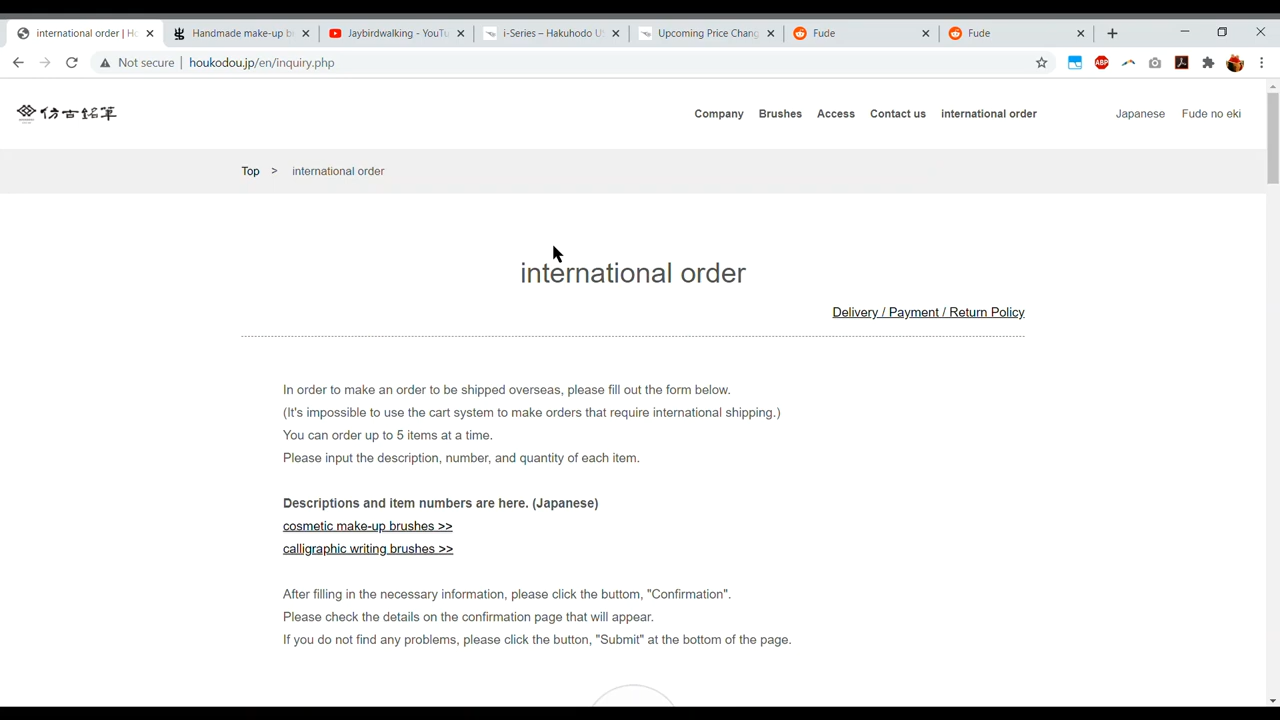 international order | Ho
Handmade make-up b
Jaybirdwalking - YouTu
i-Series – Hakuhodo US
Upcoming Price Chang
Fude
Fude
Not secure | houkodou.jp/en/inquiry.php
ABP
仿古銘筆
Company
Brushes
Access
Contact us
international order
Japanese
Fude no eki
Top > international order
international order
Delivery / Payment / Return Policy
In order to make an order to be shipped overseas, please fill out the form below.
(It's impossible to use the cart system to make orders that require international shipping.)
You can order up to 5 items at a time.
Please input the description, number, and quantity of each item.
Descriptions and item numbers are here. (Japanese)
cosmetic make-up brushes >>
calligraphic writing brushes >>
After filling in the necessary information, please click the buttom, "Confirmation".
Please check the details on the confirmation page that will appear.
If you do not find any problems, please click the button, "Submit" at the bottom of the page.